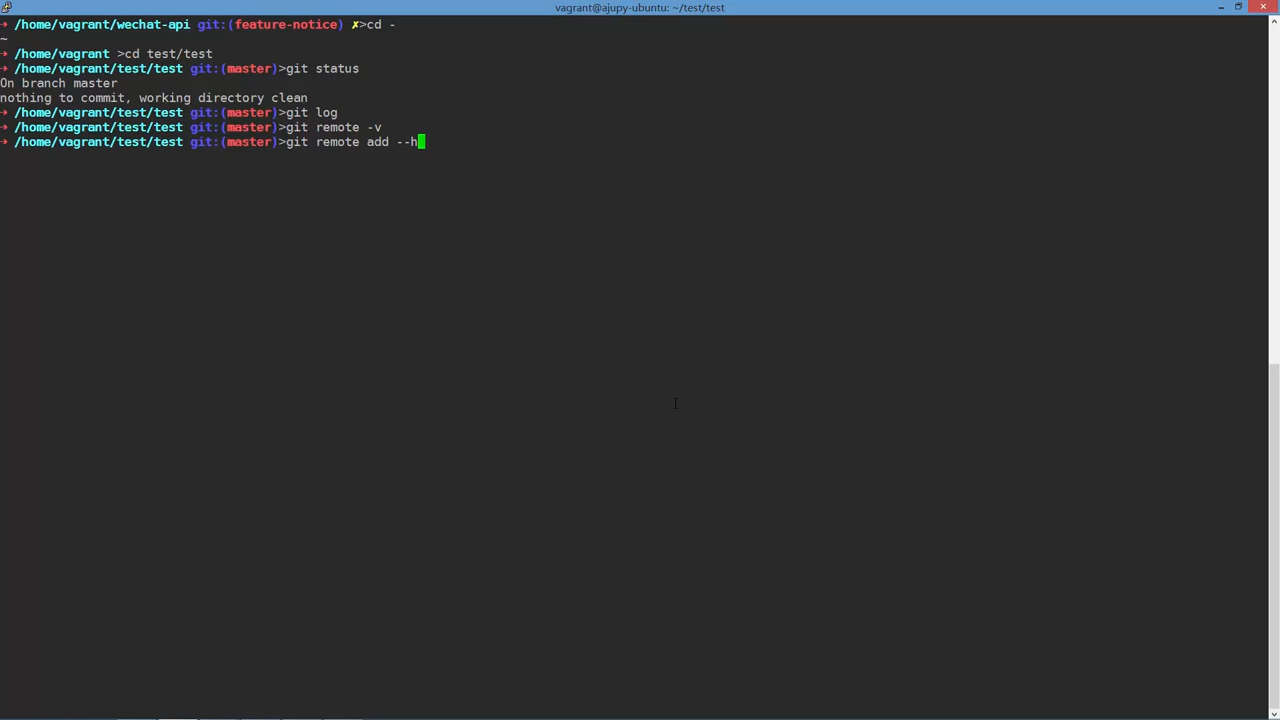 vagrant@ajupy-ubuntu: ~/test/test
→ /home/vagrant/wechat-api git:(feature-notice) ✗>cd -
~
→ /home/vagrant >cd test/test
→ /home/vagrant/test/test git:(master)>git status
On branch master
nothing to commit, working directory clean
→ /home/vagrant/test/test git:(master)>git log
→ /home/vagrant/test/test git:(master)>git remote -v
→ /home/vagrant/test/test git:(master)>git remote add --h